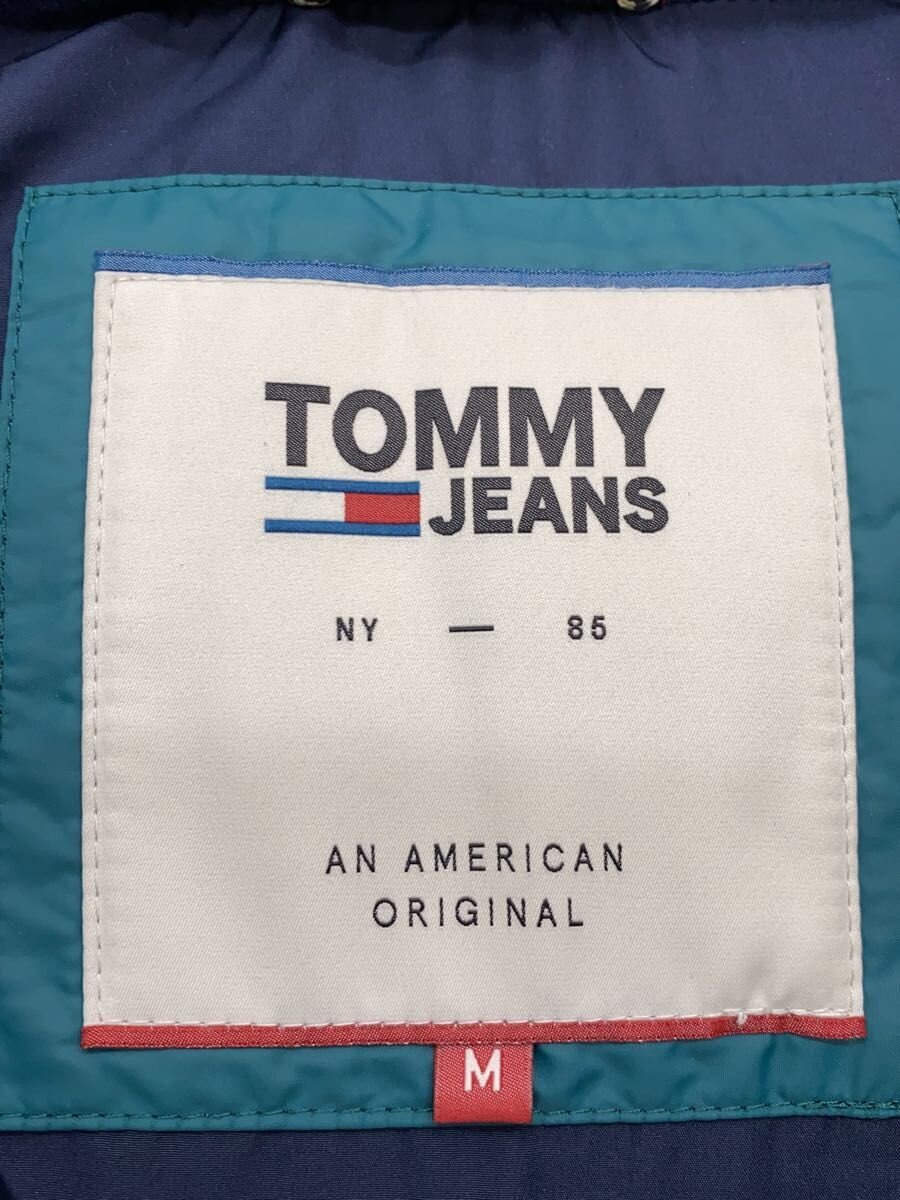 TOMMY
JEANS
NY — 85
AN AMERICAN
ORIGINAL
M